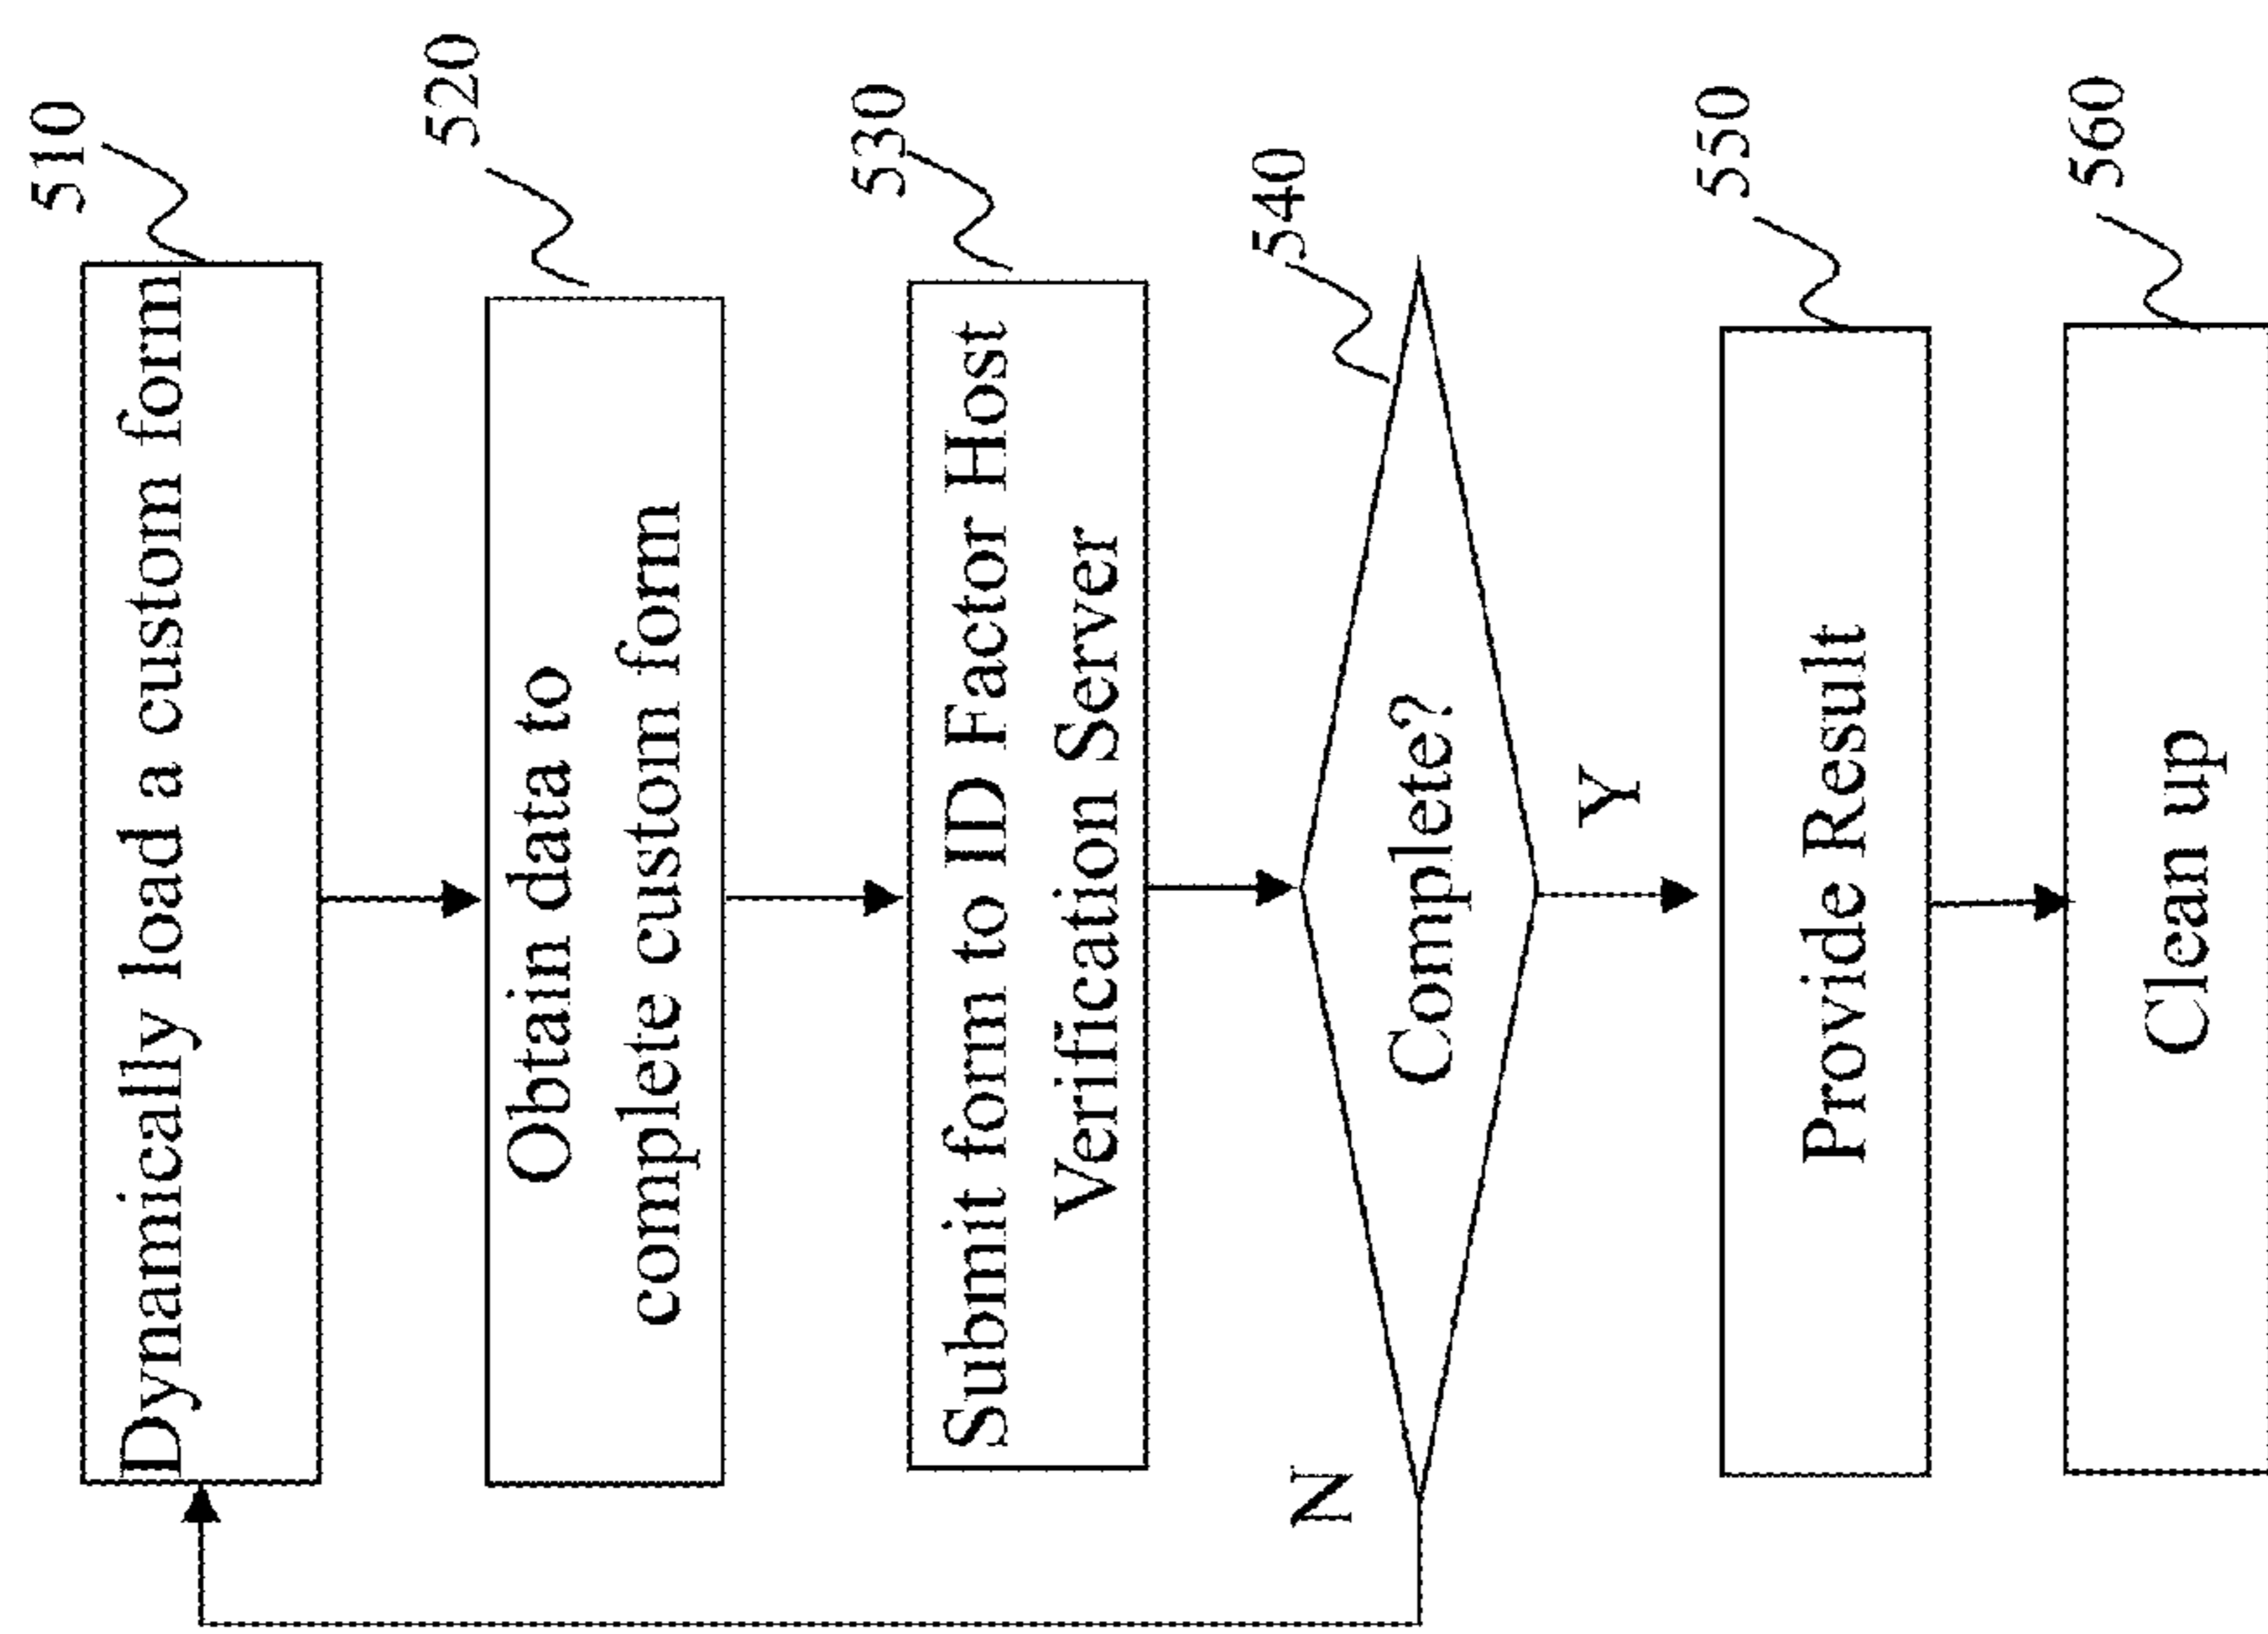 510
Dynamically load a custom form
520
Obtain data to
complete custom form
530
Submit form to ID Factor Host
Verification Server
540
Complete?
N
Y
550
Provide Result
560
Clean up